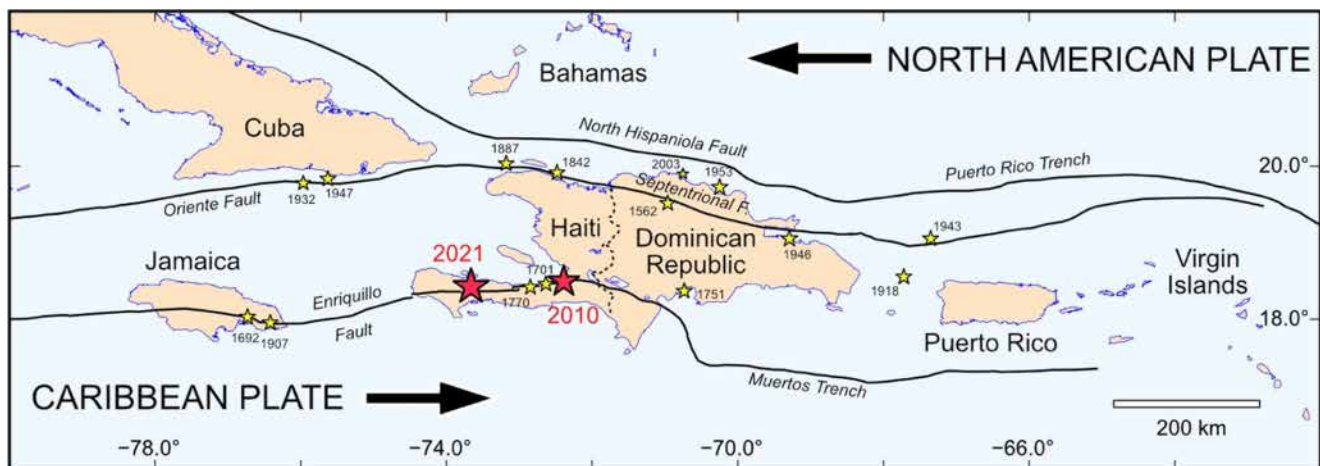 NORTH AMERICAN PLATE
Bahamas
Cuba
North Hispaniola Fault
1887
1842
2003
1953
Puerto Rico Trench
20.0°
1932
1947
Oriente Fault
Septentrional F.
1562
Haiti
Dominican
Republic
1943
1946
Jamaica
2021
1701
1770
2010
1751
1918
Virgin
Islands
Enriquillo
Fault
1692
1907
18.0°
Puerto Rico
Muertos Trench
CARIBBEAN PLATE
200 km
−78.0°
−74.0°
−70.0°
−66.0°